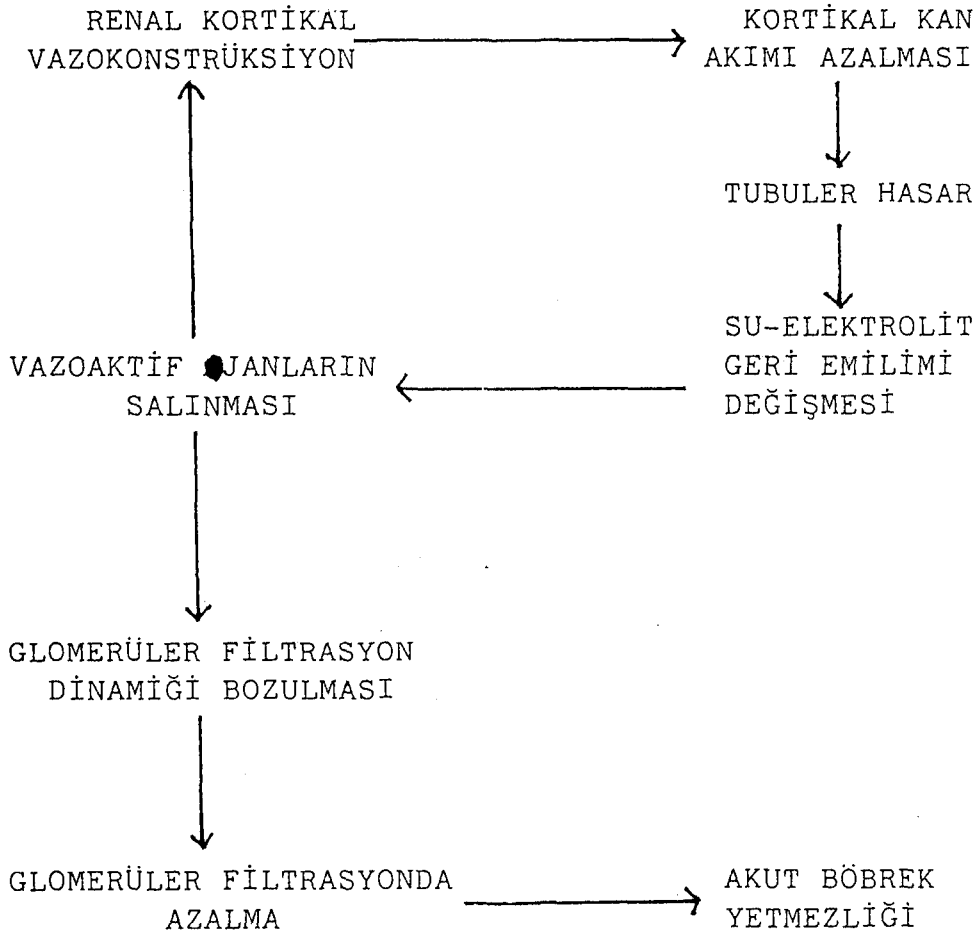 RENAL KORTİKAL
VAZOKONSTRÜKSİYON
KORTİKAL KAN
AKIMI AZALMASI
TUBULER HASAR
SU-ELEKTROLİT
GERİ EMİLİMİ
DEĞİŞMESİ
VAZOAKTİF JANLARIN
SALINMASI
GLOMERÜLER FİLTRASYON
DİNAMİĞİ BOZULMASI
GLOMERÜLER FİLTRASYONDA
AZALMA
AKUT BÖBREK
YETMEZLİĞİ